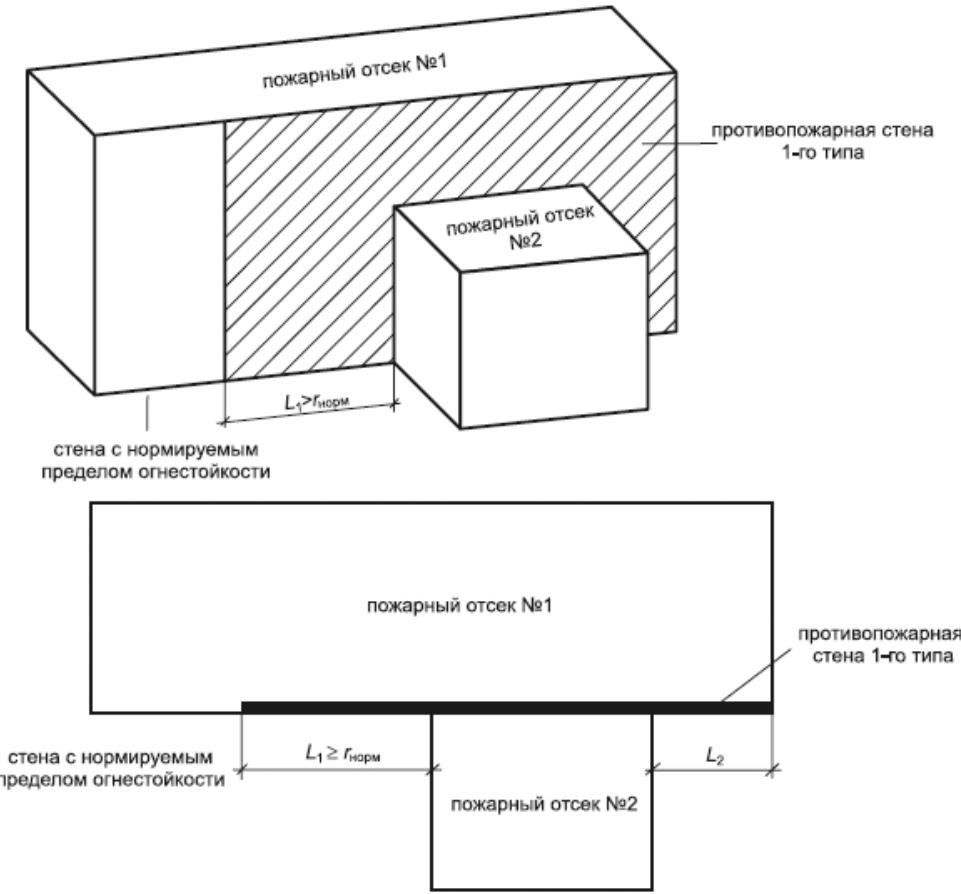 пожарный отсек №1
противопожарная стена
1-го типа
пожарный отсек
№2
L₁>rнорм
стена с нормируемым
пределом огнестойкости
пожарный отсек №1
противопожарная
стена 1-го типа
стена с нормируемым
пределом огнестойкости
L₁ ≥ rнорм
L₂
пожарный отсек №2